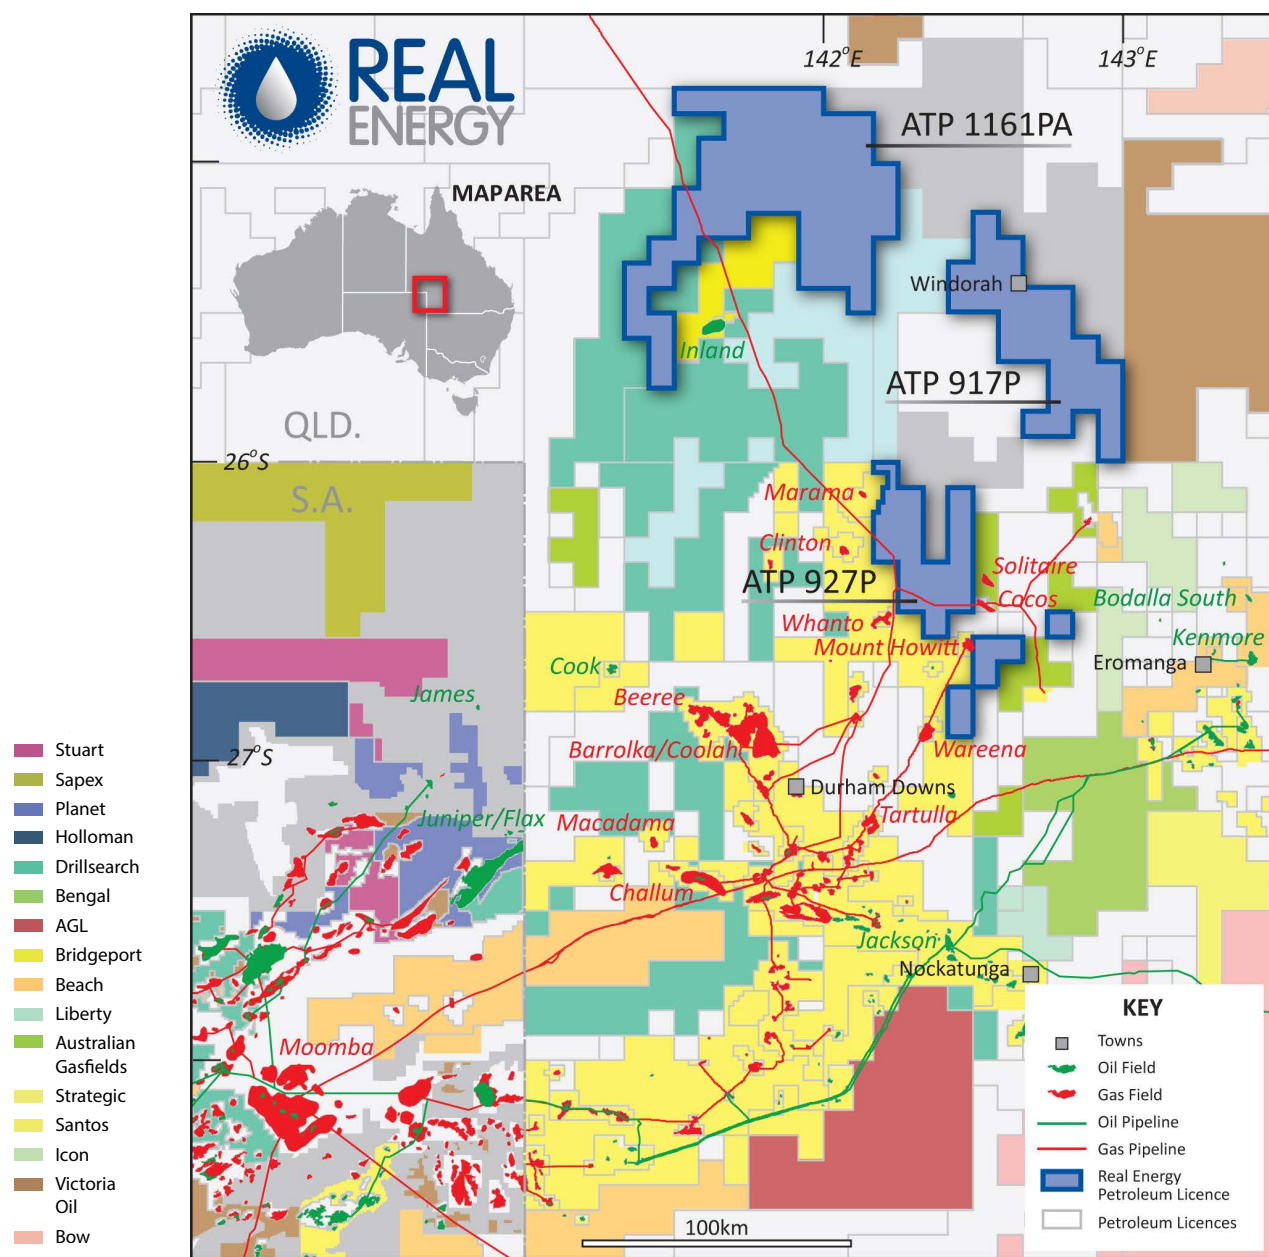 REAL
ENERGY
142°E
143°E
ATP 1161PA
MAPAREA
Windorah
Inland
ATP 917P
QLD.
26°S
S.A.
Marama
Clinton
Solitaire
ATP 927P
Cocos
Bodalla South
Whanto
Kenmore
Mount Howitt
Eromanga
Cook
James
Beeree
Barrolka/Coolah
Wareena
27°S
Durham Downs
Juniper/Flax
Macadama
Tartulla
Challum
Jackson
Nockatunga
Moomba
100km
Stuart
Sapex
Planet
Holloman
Drillsearch
Bengal
AGL
Bridgeport
Beach
Liberty
Australian
Gasfields
Strategic
Santos
Icon
Victoria
Oil
Bow
KEY
Towns
Oil Field
Gas Field
Oil Pipeline
Gas Pipeline
Real Energy
Petroleum Licence
Petroleum Licences